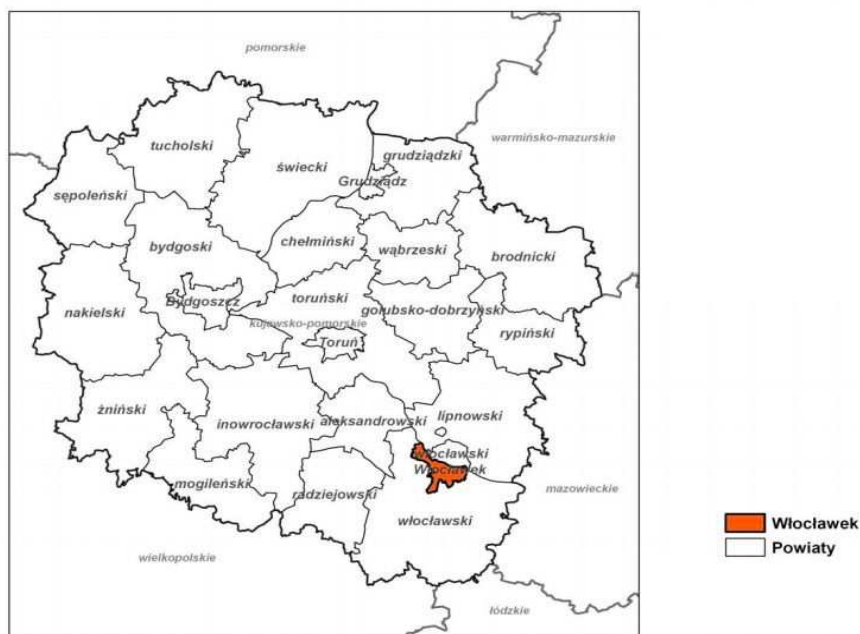 pomorskie
warmińsko-mazurskie
tucholski
grudziądzki
świecki
Grudziądz
sępoleński
chełmiński
bydgoski
wąbrzeski
brodnicki
Bydgoszcz
toruński
gołubsko-dobrzyński
nakielski
kujawsko-pomorskie
rypiński
Toruń
żniński
lipnowski
inowrocławski
aleksandrowski
włocławski
Włocławek
mogileński
radziejowski
mazowieckie
włocławski
wielkopolskie
łódzkie
Włocławek
Powiaty